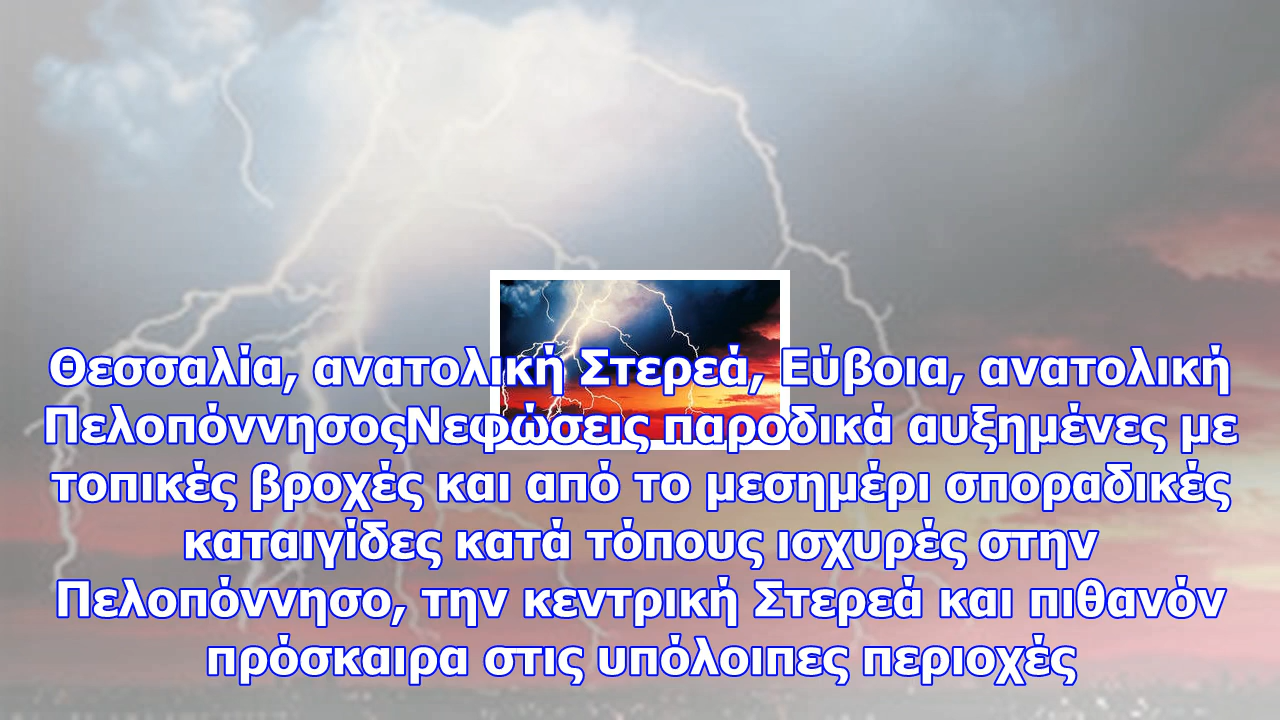 Θεσσαλία, ανατολική Στερεά, Εύβοια, ανατολική
ΠελοπόννησοςΝεφώσεις παροδικά αυξημένες με
τοπικές βροχές και από το μεσημέρι σποραδικές
καταιγίδες κατά τόπους ισχυρές στην
Πελοπόννησο, την κεντρική Στερεά και πιθανόν
πρόσκαιρα στις υπόλοιπες περιοχές